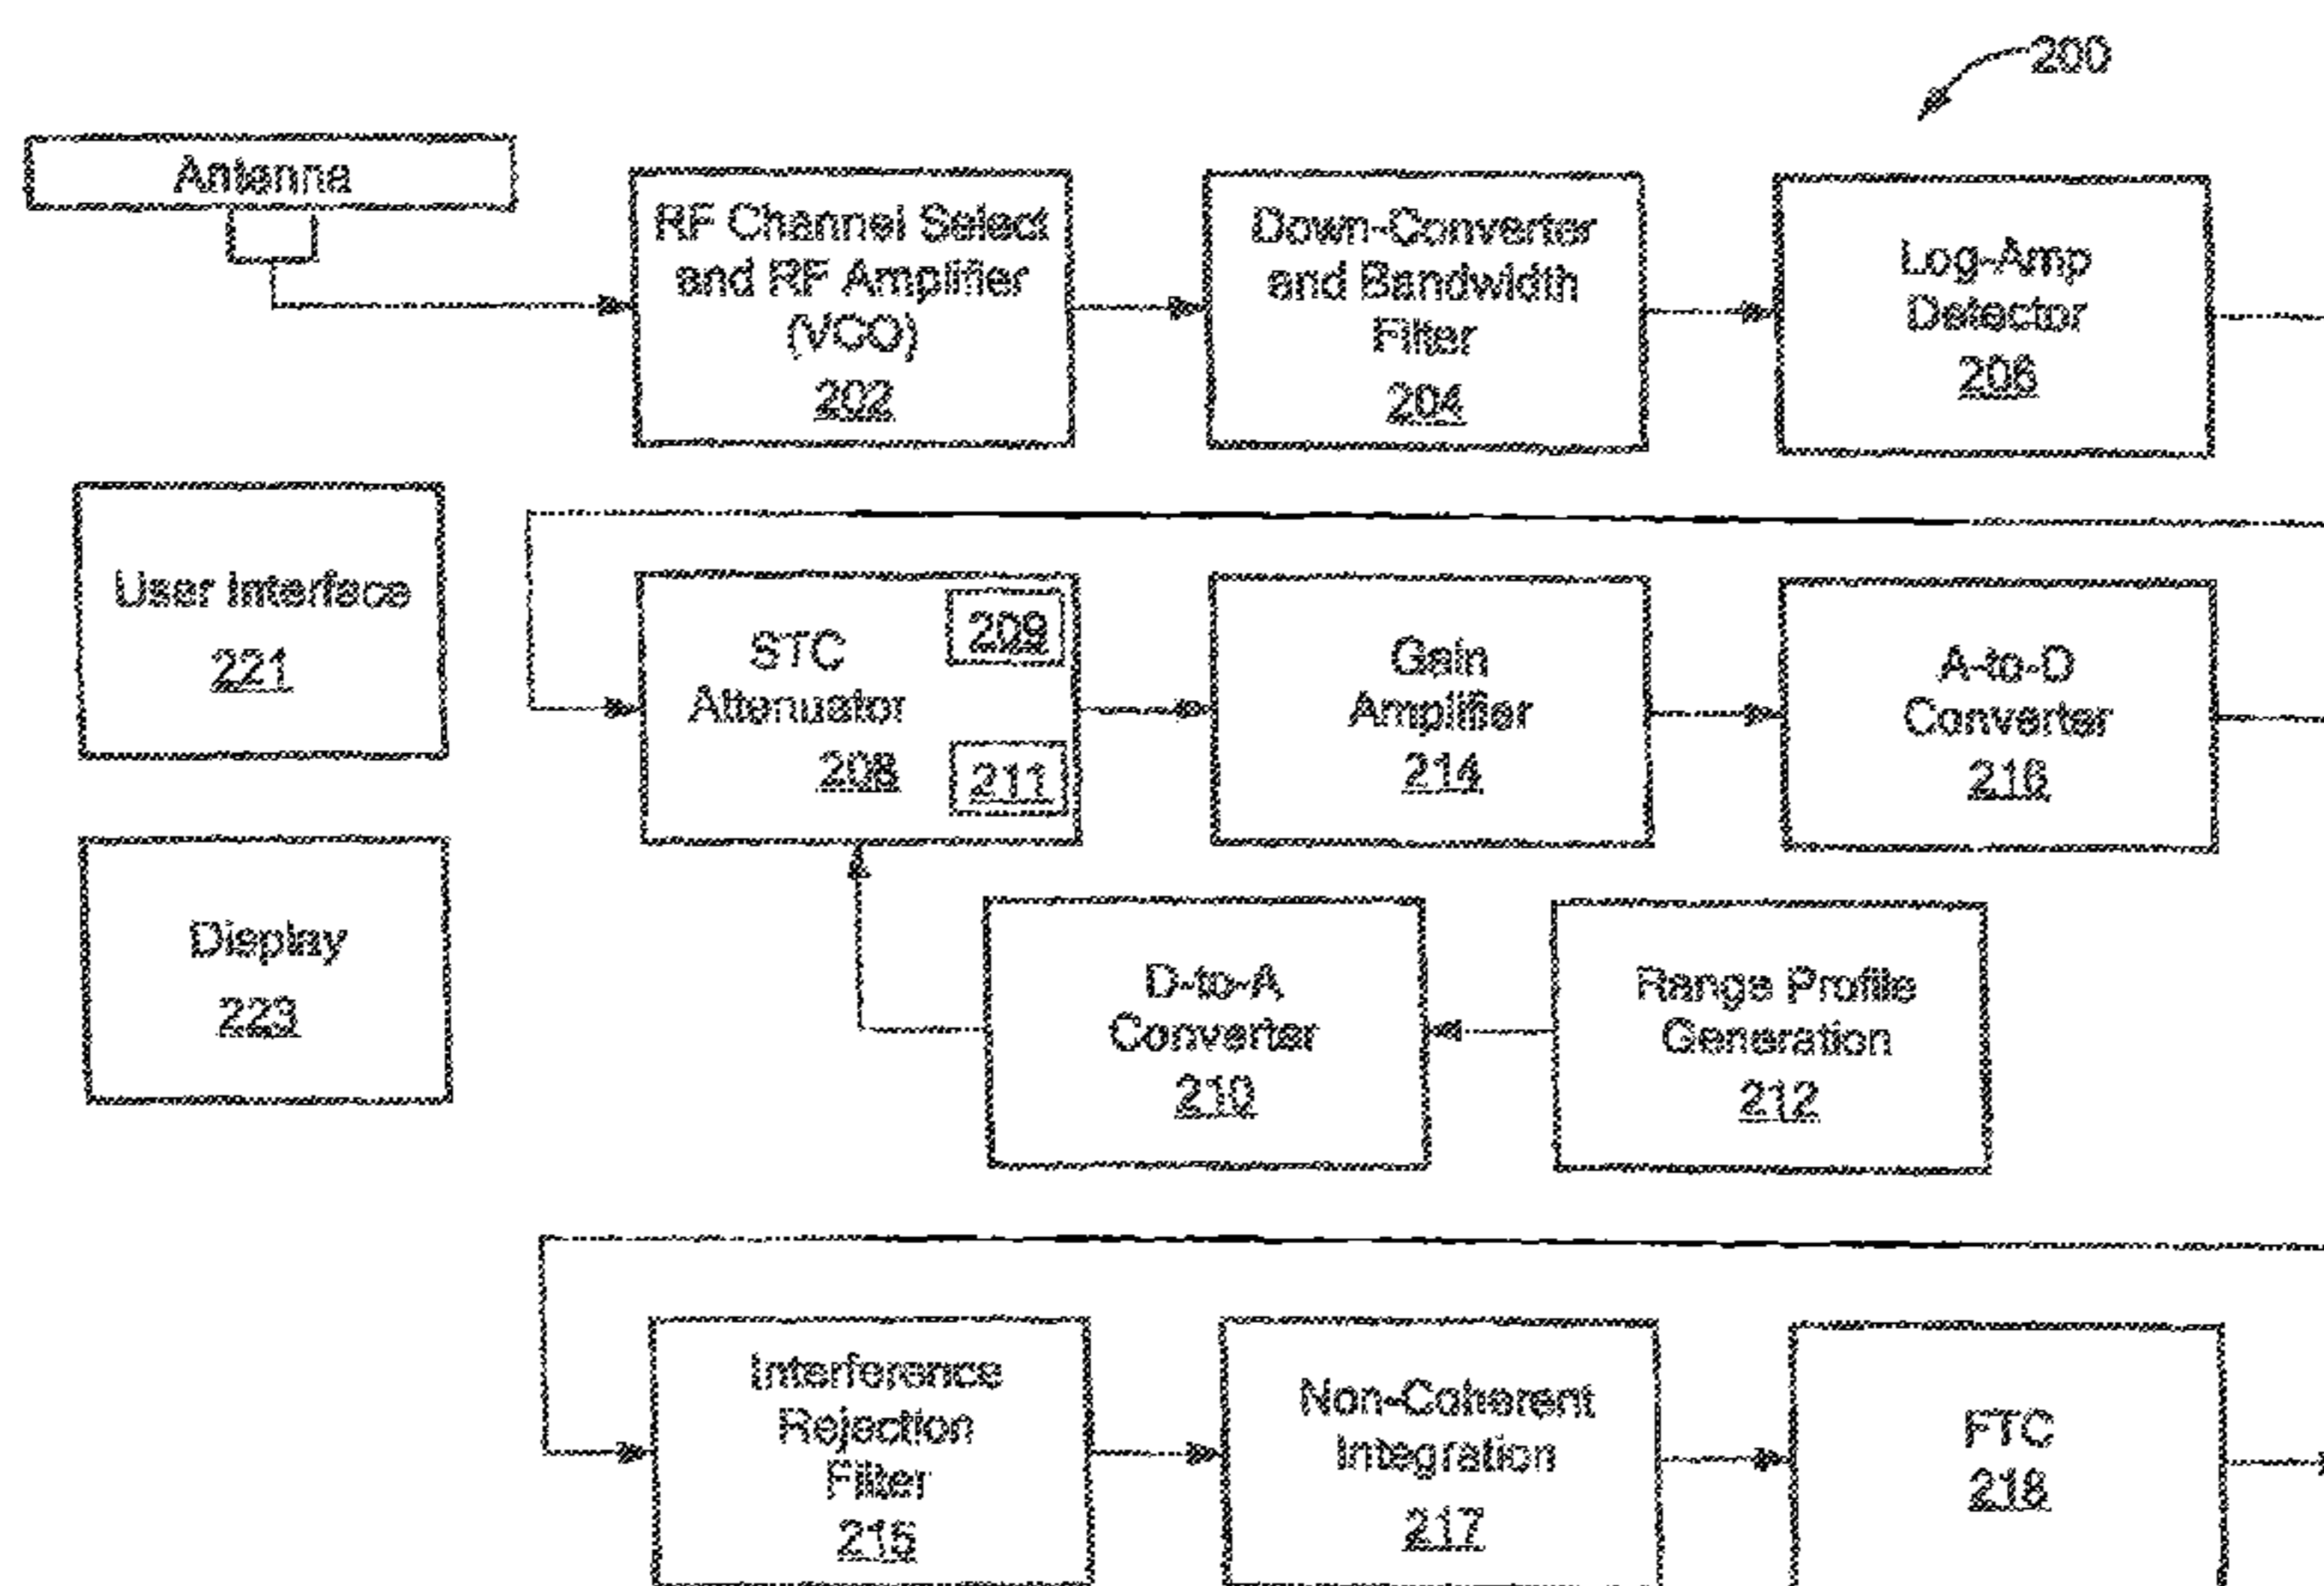 200
Antenna
RF Channel Select
and RF Amplifier
(VCO)
202
Down-Converter
and Bandwidth
Filter
204
Log-Amp
Detector
206
User Interface
221
STC
Attenuator
208
209
211
Gain
Amplifier
214
A-to-D
Converter
216
Display
223
D-to-A
Converter
210
Range Profile
Generation
212
Interference
Rejection
Filter
215
Non-Coherent
Integration
217
FTC
218